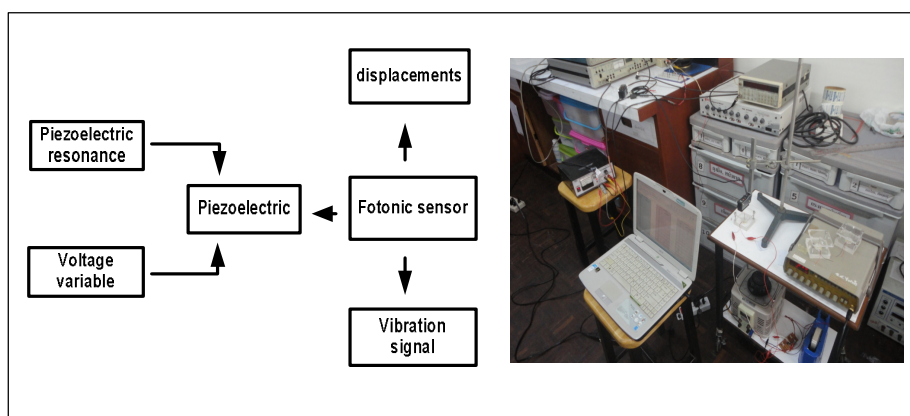 displacements
Piezoelectric
resonance
Piezoelectric
Fotonic sensor
Voltage
variable
Vibration
signal